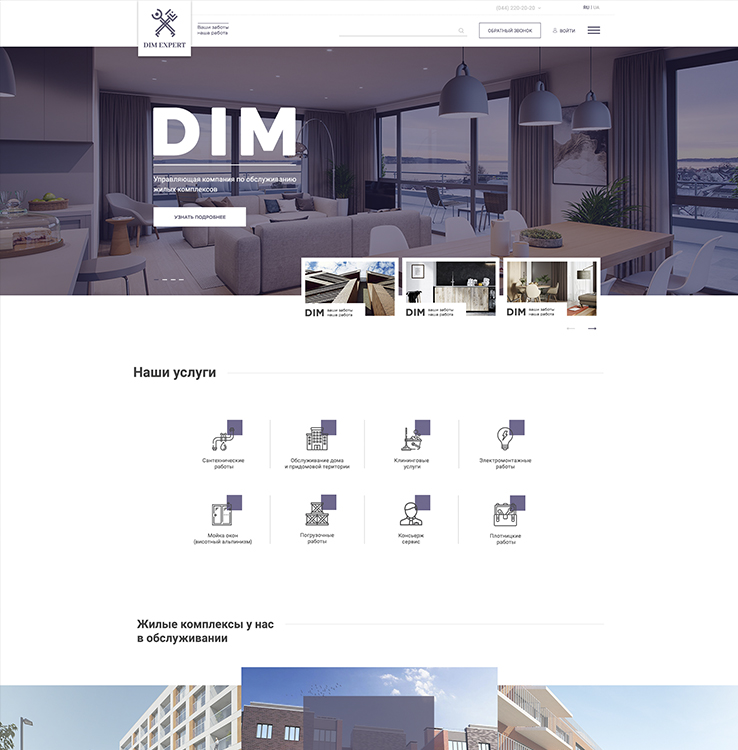 (044) 220 00 00
RU | UA
DIM EXPERT
Ваши заботы
наша работа
ОБРАТНЫЙ ЗВОНОК
ВОЙТИ
DIM
Управляющая компания по обслуживанию
жилых комплексов
УЗНАТЬ ПОДРОБНЕЕ
DIM ваши заботы
наша работа
DIM ваши заботы
наша работа
DIM ваши заботы
наша работа
Наши услуги
Сантехнические
работы
Обслуживание дома
и придомовой територии
Клининговые
услуги
Электромонтажные
работы
Мойка окон
(висотный альпинизм)
Погрузочные
работы
Консьерж
сервис
Плотницкие
работы
Жилые комплексы у нас
в обслуживании